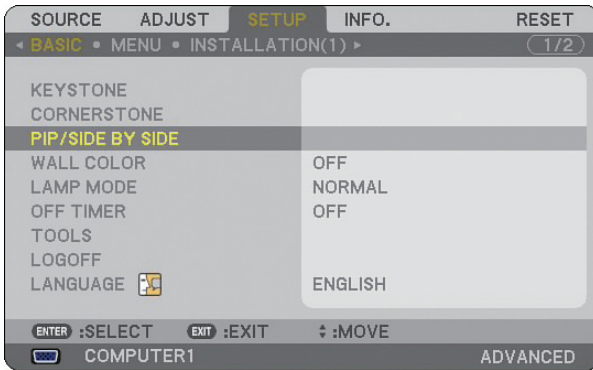 SOURCE ADJUST SETUP INFO. RESET
BASIC • MENU • INSTALLATION(1) 1/2
KEYSTONE
CORNERSTONE
PIP/SIDE BY SIDE
WALL COLOR OFF
LAMP MODE NORMAL
OFF TIMER OFF
TOOLS
LOGOFF
LANGUAGE ENGLISH
ENTER :SELECT EXIT :EXIT :MOVE
COMPUTER1 ADVANCED